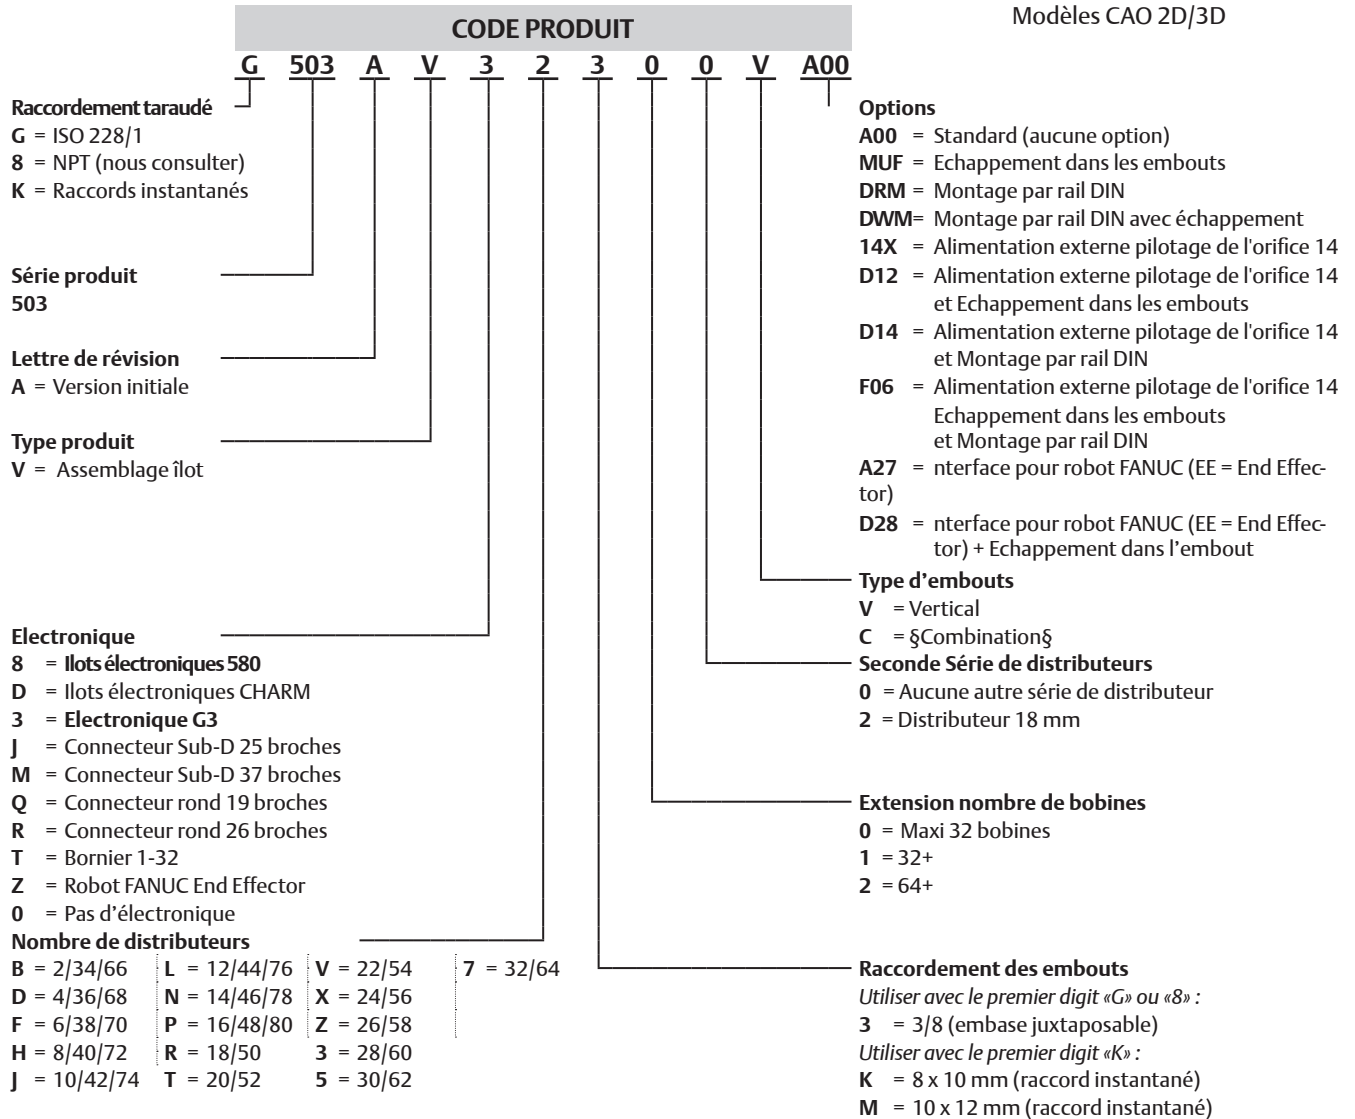 Modèles CAO 2D/3D
CODE PRODUIT
G 503 A V 3 2 3 0 0 V A00
Raccordement taraudé
G = ISO 228/1
8 = NPT (nous consulter)
K = Raccords instantanés
Série produit
503
Lettre de révision
A = Version initiale
Type produit
V = Assemblage îlot
Electronique
8 = Ilots électroniques 580
D = Ilots électroniques CHARM
3 = Electronique G3
J = Connecteur Sub-D 25 broches
M = Connecteur Sub-D 37 broches
Q = Connecteur rond 19 broches
R = Connecteur rond 26 broches
T = Bornier 1-32
Z = Robot FANUC End Effector
0 = Pas d'électronique
Nombre de distributeurs
B = 2/34/66 L = 12/44/76 V = 22/54 7 = 32/64
D = 4/36/68 N = 14/46/78 X = 24/56
F = 6/38/70 P = 16/48/80 Z = 26/58
H = 8/40/72 R = 18/50 3 = 28/60
J = 10/42/74 T = 20/52 5 = 30/62
Options
A00 = Standard (aucune option)
MUF = Echappement dans les embouts
DRM = Montage par rail DIN
DWM= Montage par rail DIN avec échappement
14X = Alimentation externe pilotage de l'orifice 14
D12 = Alimentation externe pilotage de l'orifice 14
et Echappement dans les embouts
D14 = Alimentation externe pilotage de l'orifice 14
et Montage par rail DIN
F06 = Alimentation externe pilotage de l'orifice 14
Echappement dans les embouts
et Montage par rail DIN
A27 = nterface pour robot FANUC (EE = End Effec-
tor)
D28 = nterface pour robot FANUC (EE = End Effec-
tor) + Echappement dans l’embout
Type d’embouts
V = Vertical
C = §Combination§
Seconde Série de distributeurs
0 = Aucune autre série de distributeur
2 = Distributeur 18 mm
Extension nombre de bobines
0 = Maxi 32 bobines
1 = 32+
2 = 64+
Raccordement des embouts
Utiliser avec le premier digit «G» ou «8» :
3 = 3/8 (embase juxtaposable)
Utiliser avec le premier digit «K» :
K = 8 x 10 mm (raccord instantané)
M = 10 x 12 mm (raccord instantané)